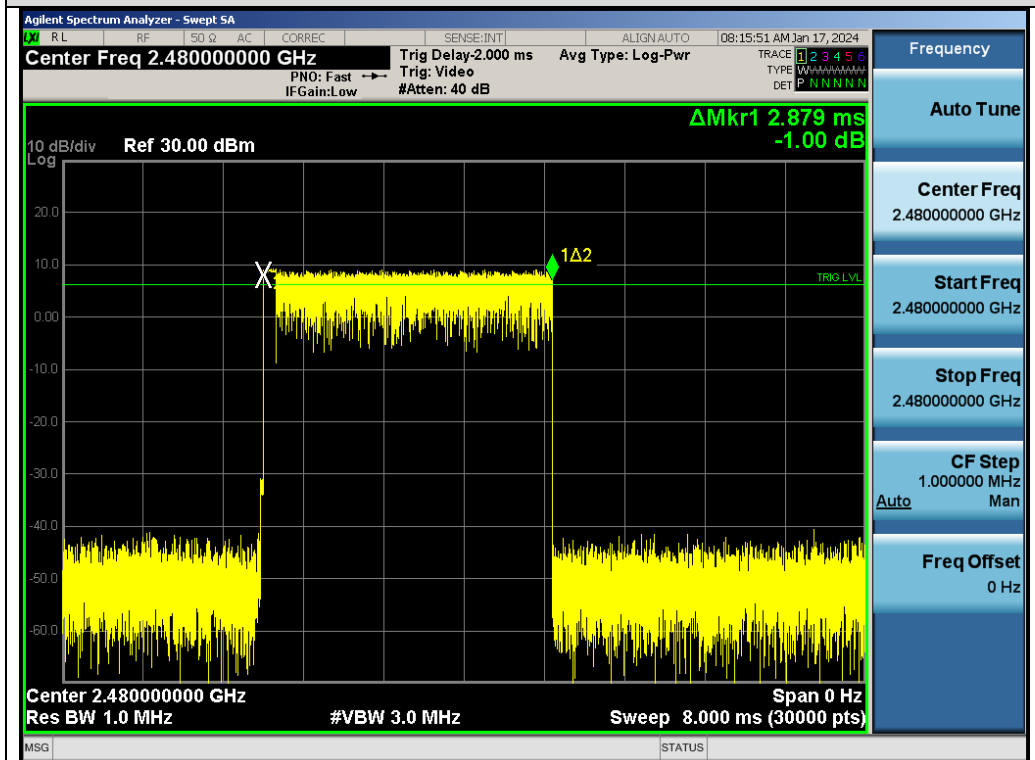 Agilent Spectrum Analyzer - Swept SA
LXI RL RF 50 Ω AC CORREC SENSE:INT ALIGN AUTO 08:15:51 AM Jan 17, 2024
Center Freq 2.480000000 GHz Trig Delay-2.000 ms Avg Type: Log-Pwr TRACE 1 2 3 4 5 6
PNO: Fast Trig: Video TYPE W
IFGain:Low #Atten: 40 dB DET P N N N N N
Frequency
ΔMkr1 2.879 ms
-1.00 dB
10 dB/div Ref 30.00 dBm
Log
20.0
10.0
0.00
-10.0
-20.0
-30.0
-40.0
-50.0
-60.0
X
1Δ2
TRIG LVL
Center 2.480000000 GHz Span 0 Hz
Res BW 1.0 MHz #VBW 3.0 MHz Sweep 8.000 ms (30000 pts)
MSG STATUS
Auto Tune
Center Freq
2.480000000 GHz
Start Freq
2.480000000 GHz
Stop Freq
2.480000000 GHz
CF Step
1.000000 MHz
Auto Man
Freq Offset
0 Hz